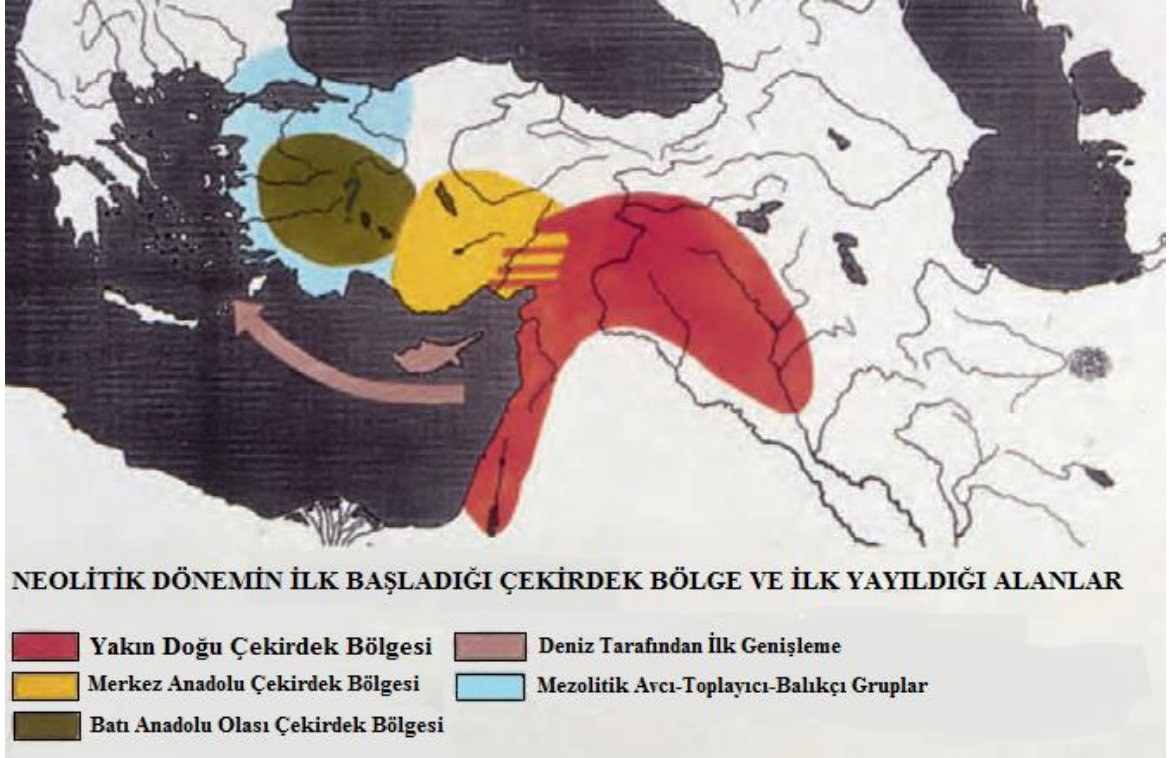 ?
NEOLİTİK DÖNEMİN İLK BAŞLADIĞI ÇEKİRDEK BÖLGE VE İLK YAYILDIĞI ALANLAR
Yakın Doğu Çekirdek Bölgesi
Deniz Tarafından İlk Genişleme
Merkez Anadolu Çekirdek Bölgesi
Mezolitik Avcı-Toplayıcı-Balıkçı Gruplar
Batı Anadolu Olası Çekirdek Bölgesi